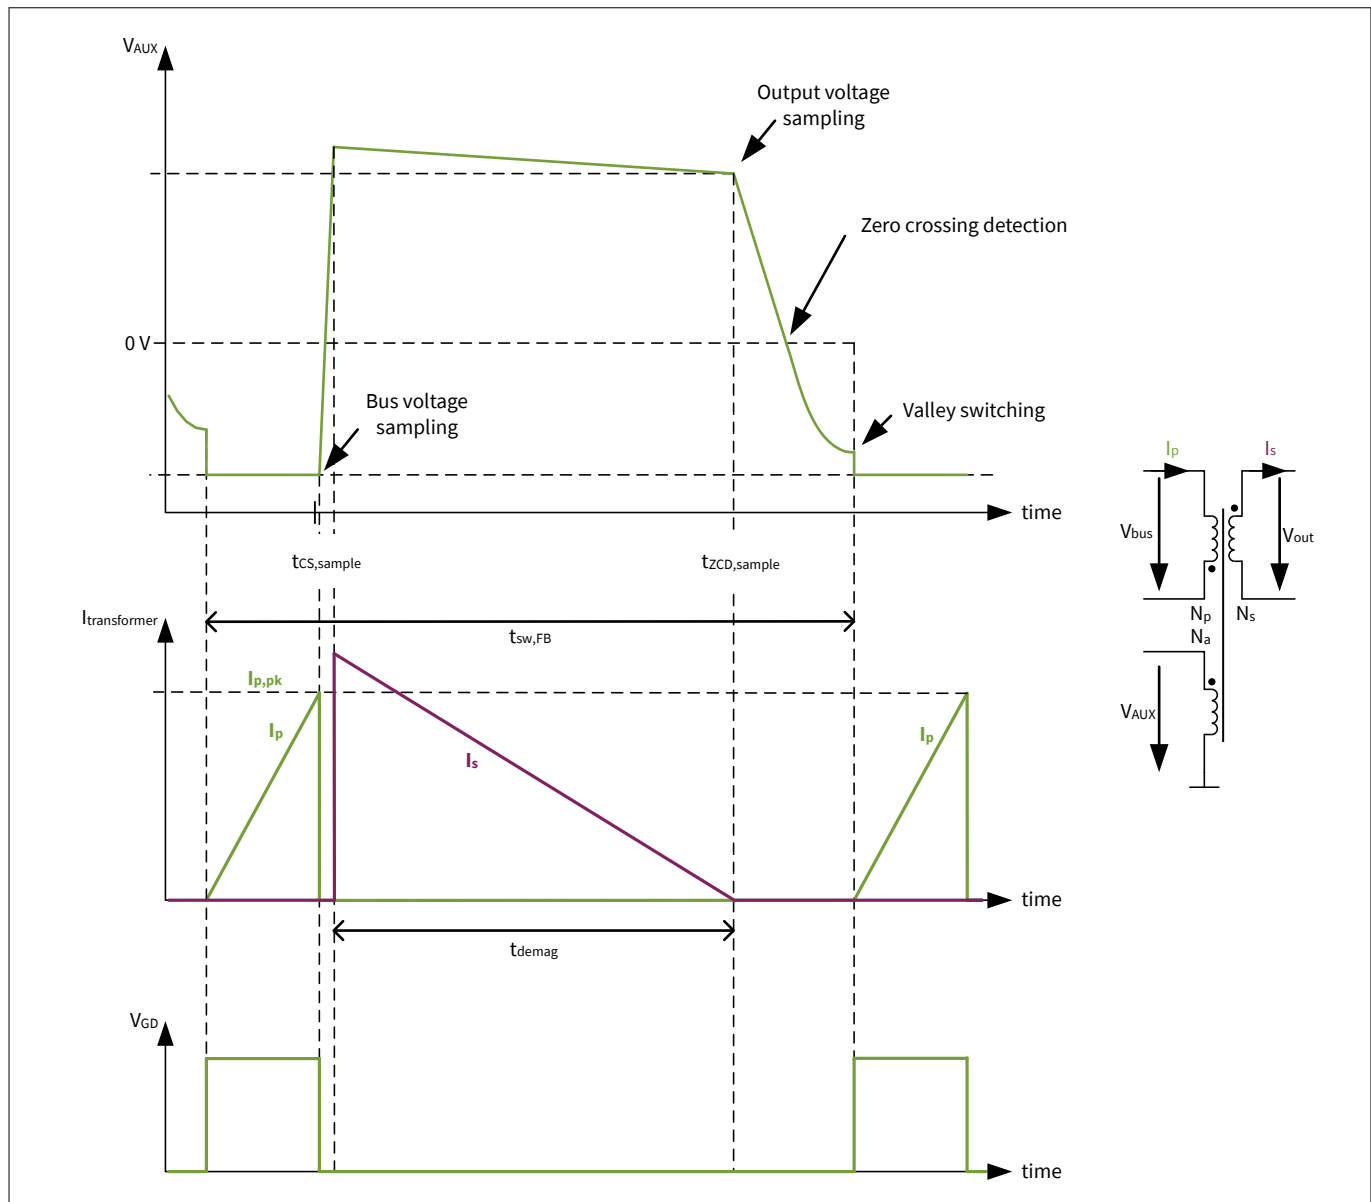 VAUX
Output voltage
sampling
Zero crossing detection
0 V
Bus voltage
sampling
Valley switching
time
tCS,sample
tZCD,sample
Ip
Is
Vbus
Vout
Np
Ns
Na
VAUX
Itransformer
tsw,FB
Ip,pk
Ip
Is
Ip
time
tdemag
VGD
time